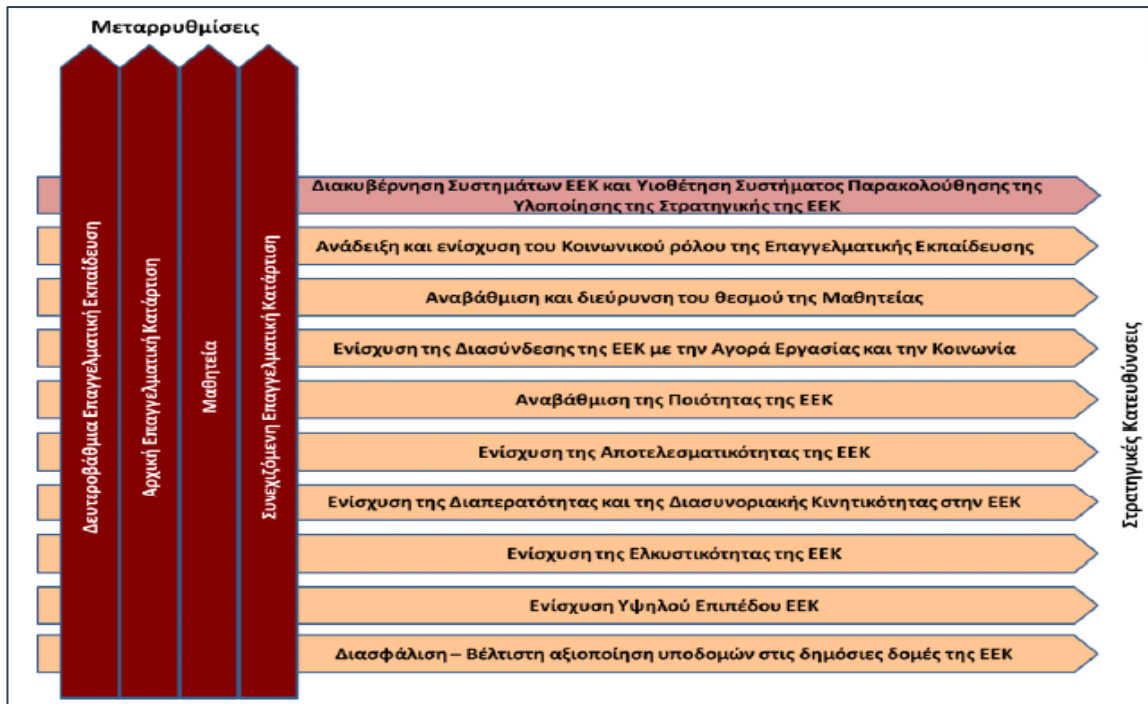 Μεταρρυθμίσεις
Δευτεροβάθμια Επαγγελματική Εκπαίδευση
Αρχική Επαγγελματική Κατάρτιση
Μαθητεία
Συνεχιζόμενη Επαγγελματική Κατάρτιση
Διακυβέρνηση Συστημάτων ΕΕΚ και Υιοθέτηση Συστήματος Παρακολούθησης της
Υλοποίησης της Στρατηγικής της ΕΕΚ
Ανάδειξη και ενίσχυση του Κοινωνικού ρόλου της Επαγγελματικής Εκπαίδευσης
Αναβάθμιση και διεύρυνση του θεσμού της Μαθητείας
Ενίσχυση της Διασύνδεσης της ΕΕΚ με την Αγορά Εργασίας και την Κοινωνία
Αναβάθμιση της Ποιότητας της ΕΕΚ
Ενίσχυση της Αποτελεσματικότητας της ΕΕΚ
Ενίσχυση της Διαπερατότητας και της Διασυνοριακής Κινητικότητας στην ΕΕΚ
Ενίσχυση της Ελκυστικότητας της ΕΕΚ
Ενίσχυση Υψηλού Επιπέδου ΕΕΚ
Διασφάλιση – Βέλτιστη αξιοποίηση υποδομών στις δημόσιες δομές της ΕΕΚ
Στρατηγικές Κατευθύνσεις